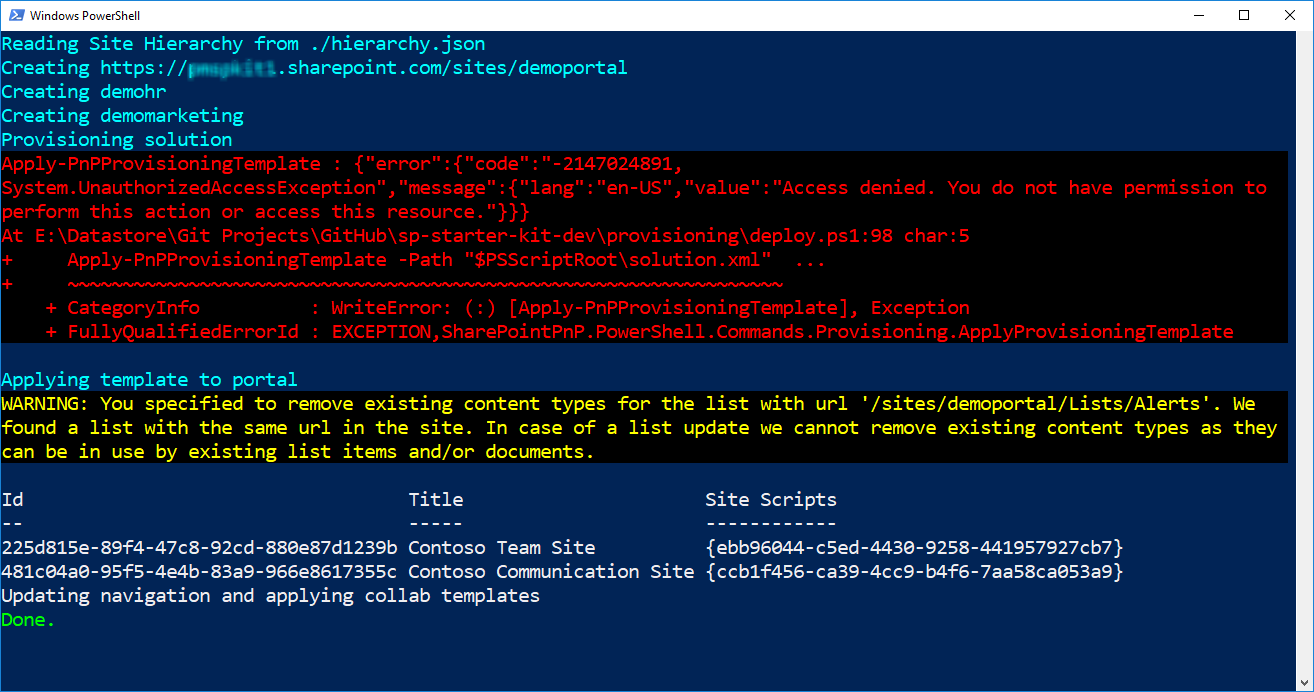 Windows PowerShell
Reading Site Hierarchy from ./hierarchy.json
Creating https://.sharepoint.com/sites/demoportal
Creating demohr
Creating demomarketing
Provisioning solution
Apply-PnPProvisioningTemplate : {"error":{"code":"-2147024891,
System.UnauthorizedAccessException","message":{"lang":"en-US","value":"Access denied. You do not have permission to
perform this action or access this resource."}}}
At E:\Datastore\Git Projects\GitHub\sp-starter-kit-dev\provisioning\deploy.ps1:98 char:5
+     Apply-PnPProvisioningTemplate -Path "$PSScriptRoot\solution.xml"  ...
+     ~~~~~~~~~~~~~~~~~~~~~~~~~~~~~~~~~~~~~~~~~~~~~~~~~~~~~~~~~~~~~~~~~
    + CategoryInfo          : WriteError: (:) [Apply-PnPProvisioningTemplate], Exception
    + FullyQualifiedErrorId : EXCEPTION,SharePointPnP.PowerShell.Commands.Provisioning.ApplyProvisioningTemplate
Applying template to portal
WARNING: You specified to remove existing content types for the list with url '/sites/demoportal/Lists/Alerts'. We
found a list with the same url in the site. In case of a list update we cannot remove existing content types as they
can be in use by existing list items and/or documents.
Id                                   Title                      Site Scripts
--                                   -----                      ------------
225d815e-89f4-47c8-92cd-880e87d1239b Contoso Team Site          {ebb96044-c5ed-4430-9258-441957927cb7}
481c04a0-95f5-4e4b-83a9-966e8617355c Contoso Communication Site {ccb1f456-ca39-4cc9-b4f6-7aa58ca053a9}
Updating navigation and applying collab templates
Done.